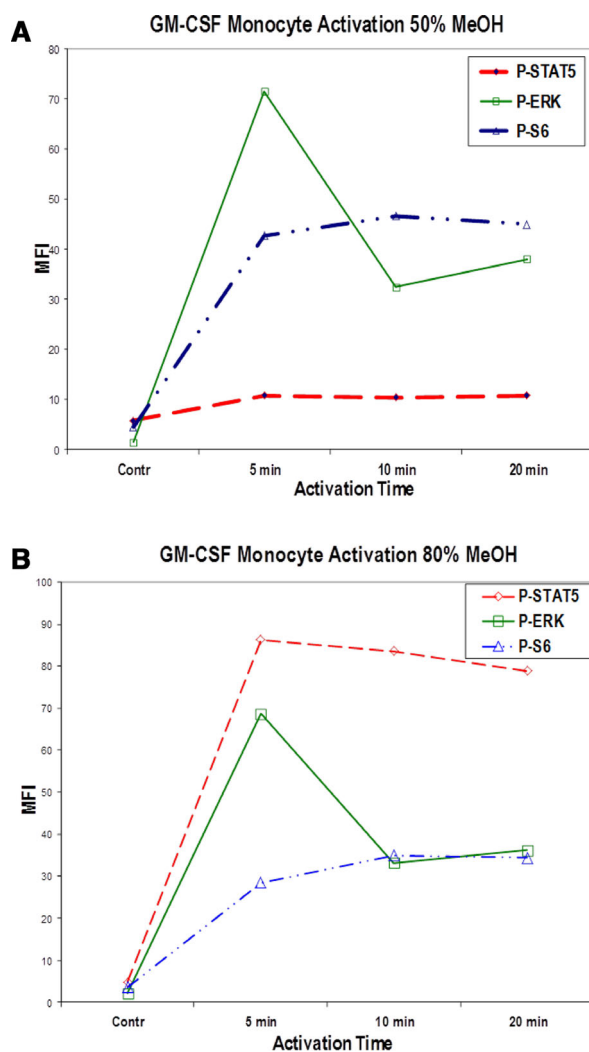 A
GM-CSF Monocyte Activation 50% MeOH
80
70
60
50
40
30
20
10
0
MFI
P-STAT5
P-ERK
P-S6
Contr 5 min 10 min 20 min
Activation Time
B
GM-CSF Monocyte Activation 80% MeOH
100
90
80
70
60
50
40
30
20
10
0
MFI
P-STAT5
P-ERK
P-S6
Contr 5 min 10 min 20 min
Activation Time